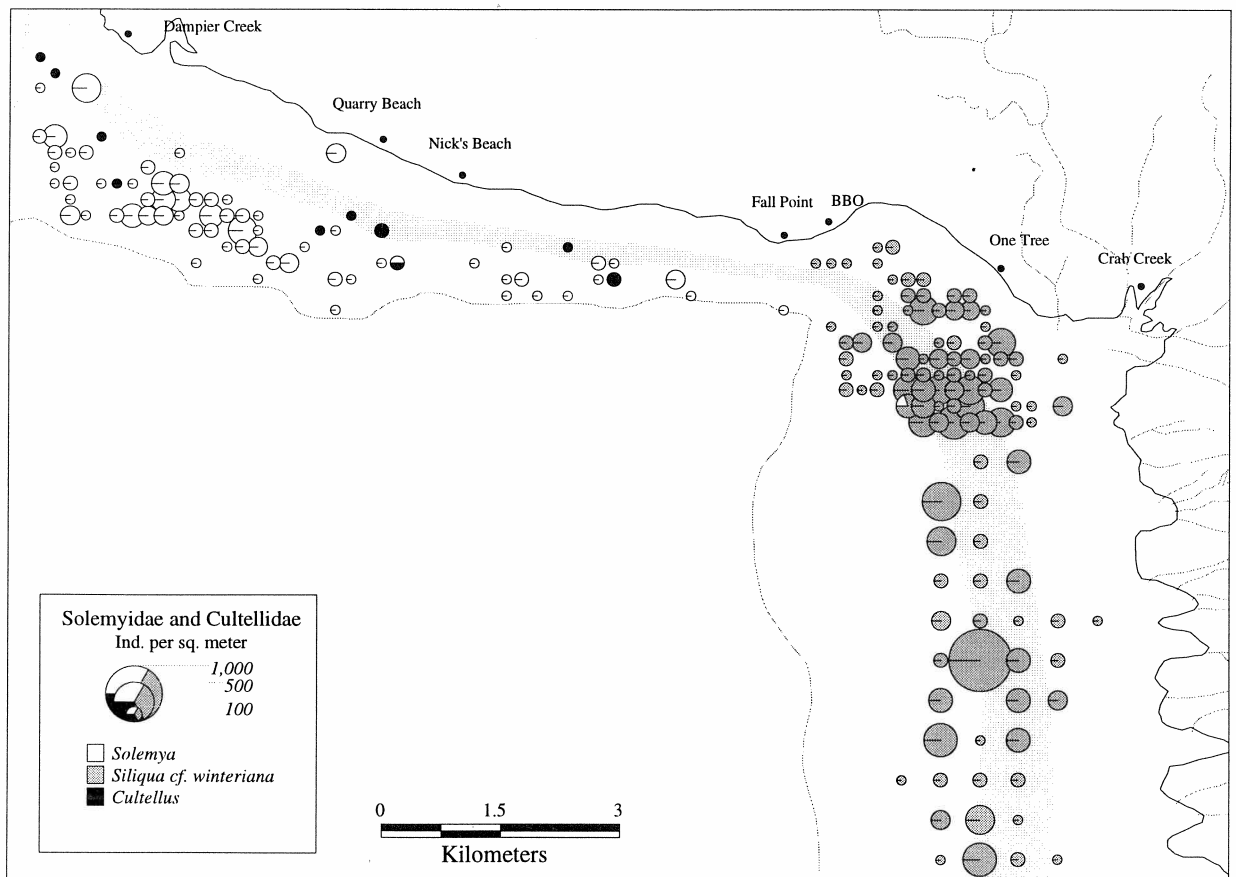 Dampier Creek
Quarry Beach
Nick's Beach
Fall Point
BBO
One Tree
Crab Creek
Solemyidae and Cultellidae
Ind. per sq. meter
1,000
500
100
Solemya
Siliqua cf. winteriana
Cultellus
0 1.5 3
Kilometers